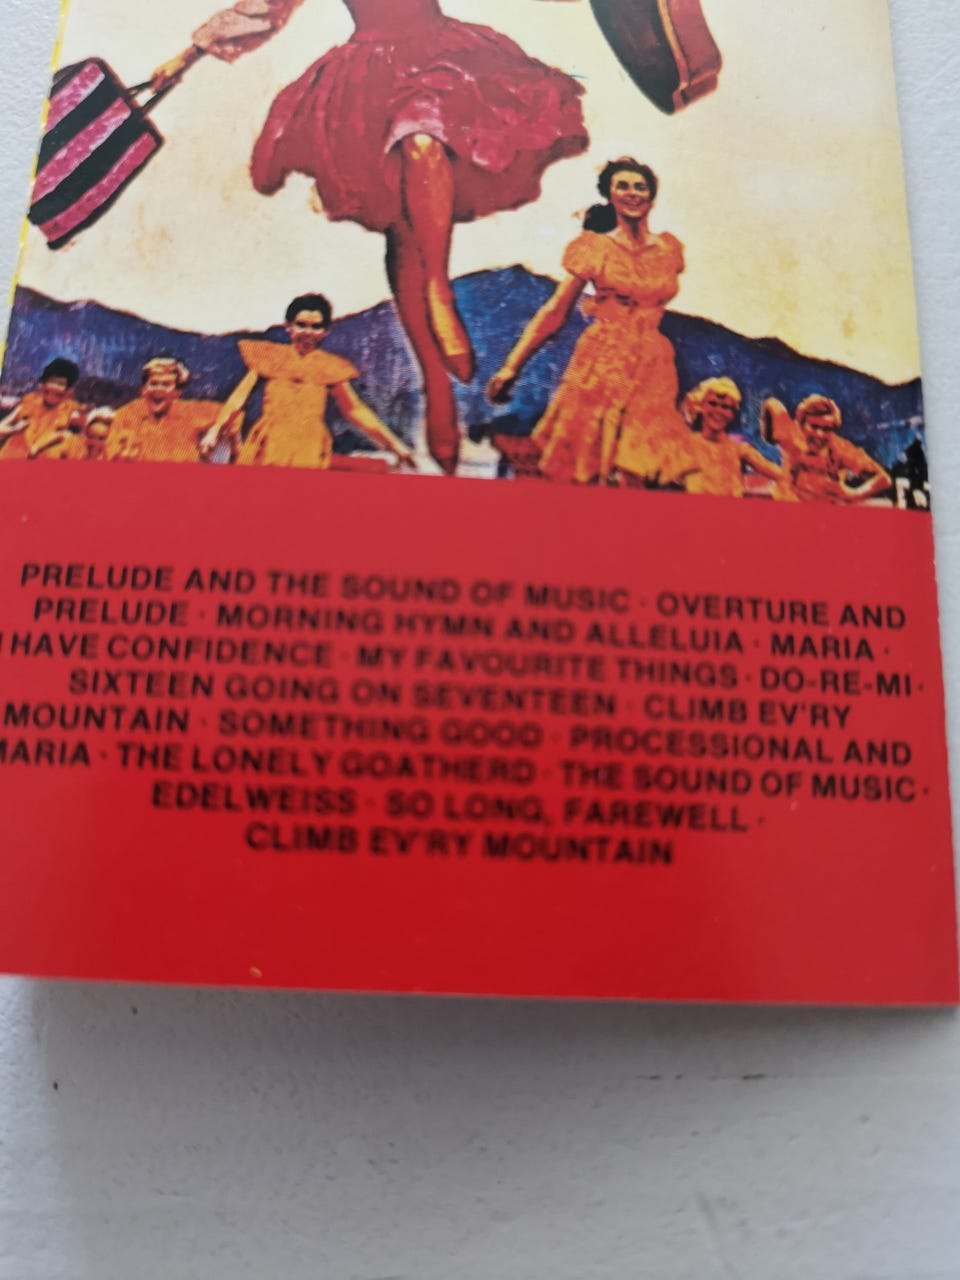 PRELUDE AND THE SOUND OF MUSIC · OVERTURE AND
PRELUDE · MORNING HYMN AND ALLELUIA · MARIA ·
I HAVE CONFIDENCE · MY FAVOURITE THINGS · DO-RE-MI ·
SIXTEEN GOING ON SEVENTEEN · CLIMB EV'RY
MOUNTAIN · SOMETHING GOOD · PROCESSIONAL AND
MARIA · THE LONELY GOATHERD · THE SOUND OF MUSIC ·
EDELWEISS · SO LONG, FAREWELL ·
CLIMB EV'RY MOUNTAIN